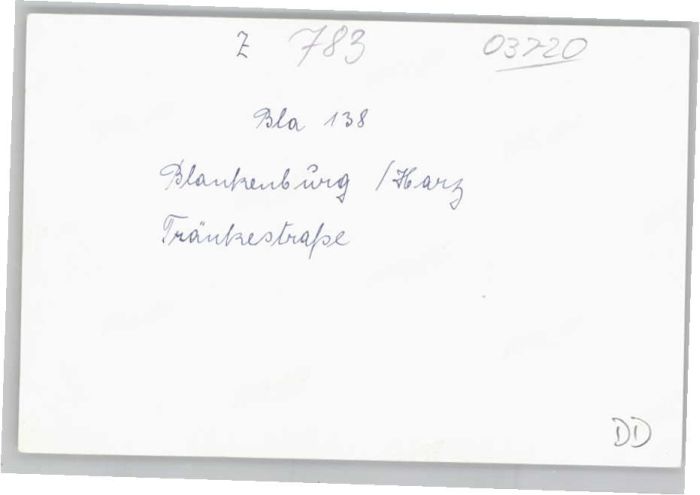 Z 783 03720
Bla 138
Blankenburg /Harz
Tränkestraße
DD